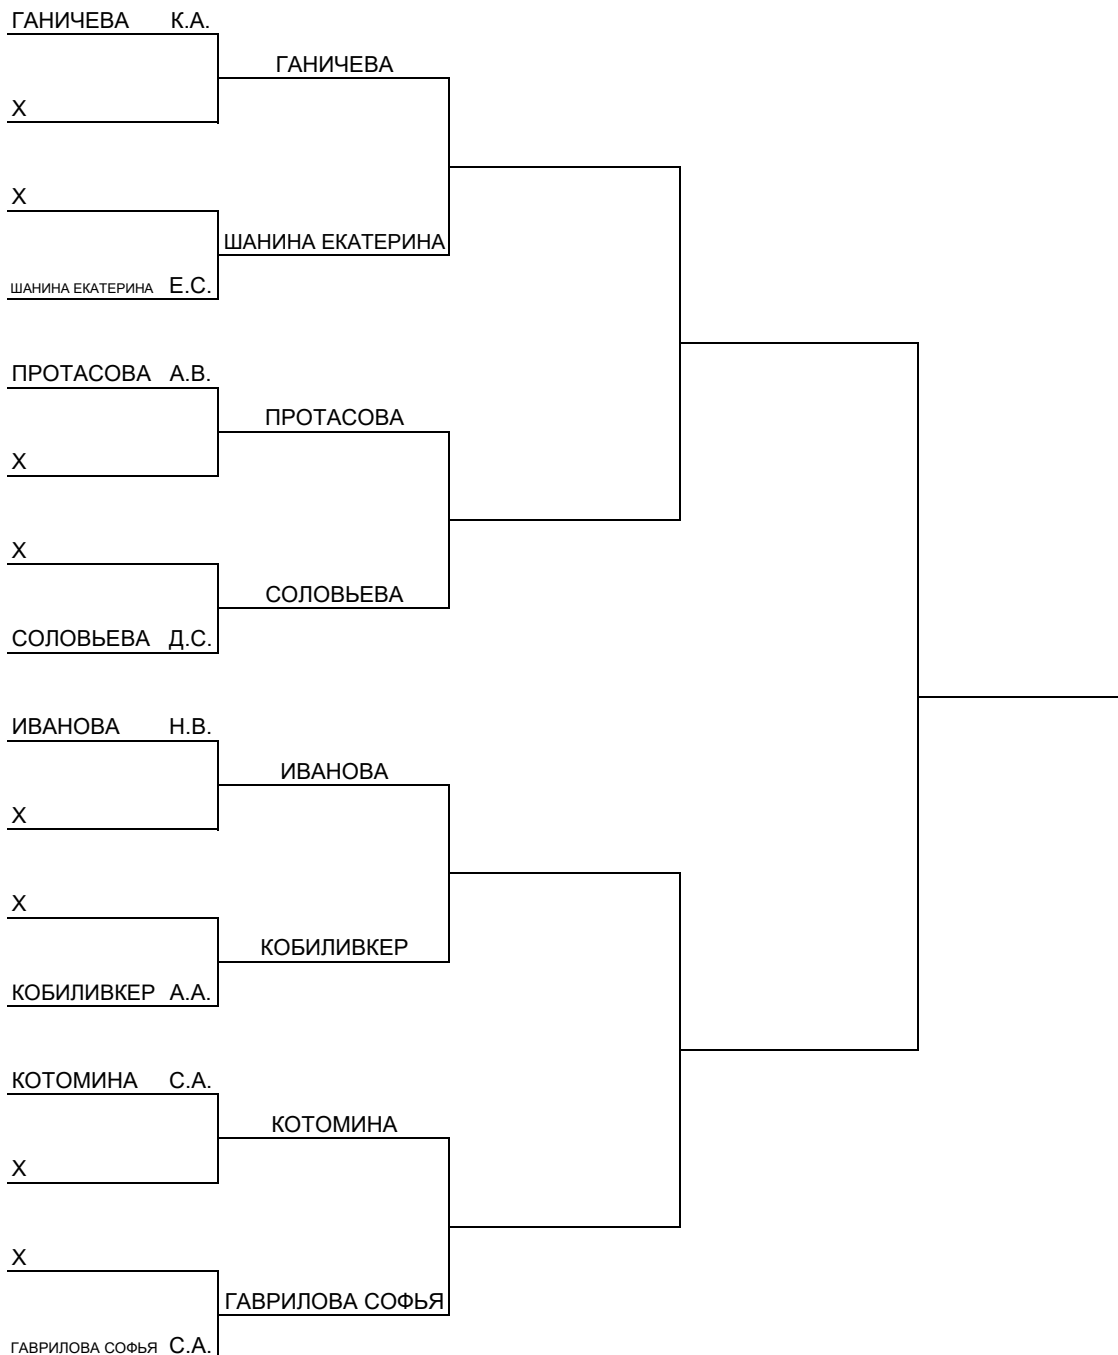 ГАНИЧЕВА К.А.
ГАНИЧЕВА
Х
Х
ШАНИНА ЕКАТЕРИНА
ШАНИНА ЕКАТЕРИНА Е.С.
ПРОТАСОВА А.В.
ПРОТАСОВА
Х
Х
СОЛОВЬЕВА
СОЛОВЬЕВА Д.С.
ИВАНОВА Н.В.
ИВАНОВА
Х
Х
КОБИЛИВКЕР
КОБИЛИВКЕР А.А.
КОТОМИНА С.А.
КОТОМИНА
Х
Х
ГАВРИЛОВА СОФЬЯ
ГАВРИЛОВА СОФЬЯ С.А.